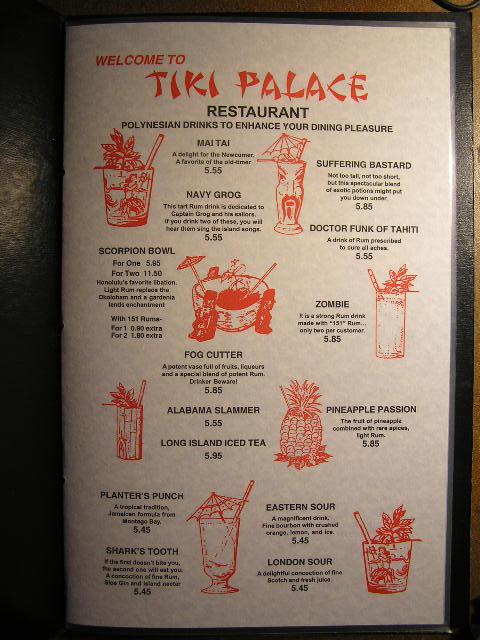 WELCOME TO
TIKI PALACE
RESTAURANT
POLYNESIAN DRINKS TO ENHANCE YOUR DINING PLEASURE
MAI TAI
A delight for the Newcomer.
A favorite of the old-timer
5.55
SUFFERING BASTARD
Not too tall, not too short,
but this spectacular blend
of exotic potions might put
you down under.
5.85
NAVY GROG
This tart Rum drink is dedicated to
Captain Grog and his sailors.
If you drink two of these, you will
hear them sing the island songs.
5.55
DOCTOR FUNK OF TAHITI
A drink of Rum prescribed
to cure all aches.
5.55
SCORPION BOWL
For One 5.95
For Two 11.50
Honolulu's favorite libation.
Light Rum replace the
Okoloham and a gardenia
lends enchantment
With 151 Rums-
For 1 0.90 extra
For 2 1.80 extra
ZOMBIE
It is a strong Rum drink
made with "151" Rum...
only two per customer.
5.85
FOG CUTTER
A potent vase full of fruits, liqueurs
and a special blend of potent Rum.
Drinker Beware!
5.85
ALABAMA SLAMMER
5.55
LONG ISLAND ICED TEA
5.95
PINEAPPLE PASSION
The fruit of pineapple
combined with rare spices,
light Rum.
5.85
PLANTER'S PUNCH
A tropical tradition,
Jamaican formula from
Montego Bay.
5.45
EASTERN SOUR
A magnificent drink.
Fine bourbon with crushed
orange, lemon, and ice.
5.45
SHARK'S TOOTH
If the first doesn't bite you,
the second one will eat you.
A concoction of fine Rum,
Sloe Gin and island nectar
5.45
LONDON SOUR
A delightful concoction of fine
Scotch and fresh juice.
5.45